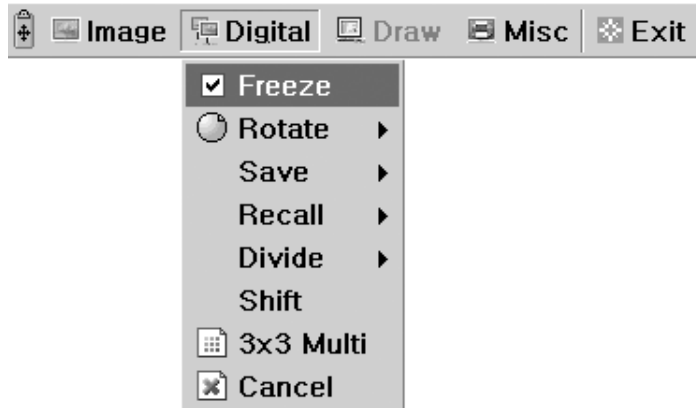 Image Digital Draw Misc Exit
Freeze
Rotate
Save
Recall
Divide
Shift
3x3 Multi
Cancel